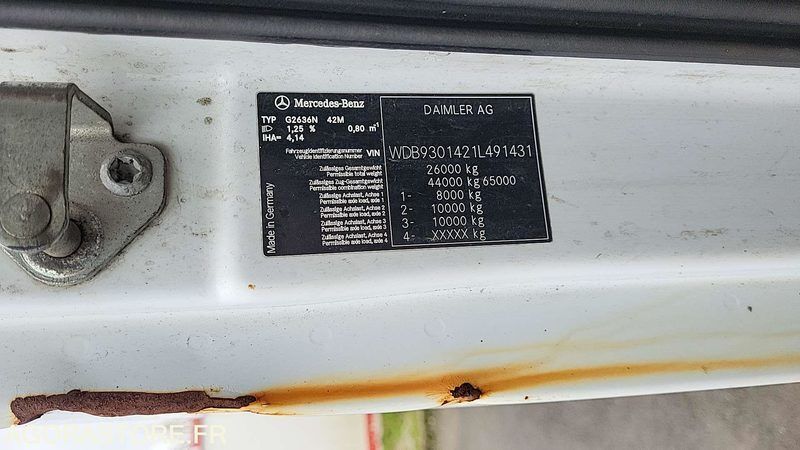 Mercedes-Benz
DAIMLER AG
TYP G2636N 42M
1,25 % 0,80 m¹
IHA= 4,14
Fahrzeugidentifizierungsnummer
Vehicle Identification Number VIN WDB9301421L491431
Zulässiges Gesamtgewicht
Permissible total weight 26000 kg
Zulässiges Zug-Gesamtgewicht
Permissible combination weight 44000 kg 65000
Zulässige Achslast, Achse 1
Permissible axle load, axle 1 1- 8000 kg
Zulässige Achslast, Achse 2
Permissible axle load, axle 2 2- 10000 kg
Zulässige Achslast, Achse 3
Permissible axle load, axle 3 3- 10000 kg
Zulässige Achslast, Achse 4
Permissible axle load, axle 4 4- XXXXX kg
Made in Germany
AGORASTORE.FR